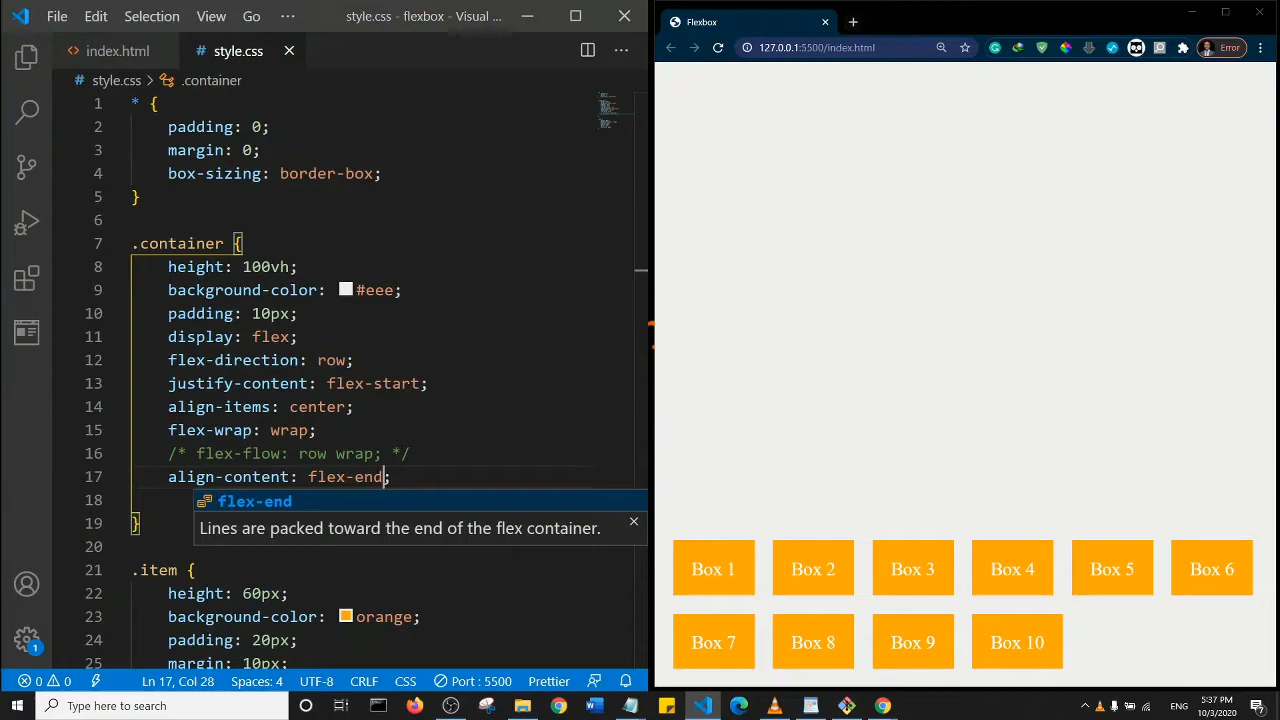 File Edit Selection View Go ··· style.css - flexbox - Visual ...
index.html
# style.css
# style.css > .container
1 * {
2 padding: 0;
3 margin: 0;
4 box-sizing: border-box;
5 }
6
7 .container {
8 height: 100vh;
9 background-color: #eee;
10 padding: 10px;
11 display: flex;
12 flex-direction: row;
13 justify-content: flex-start;
14 align-items: center;
15 flex-wrap: wrap;
16 /* flex-flow: row wrap; */
17 align-content: flex-end;
18
flex-end
Lines are packed toward the end of the flex container.
19 }
20
21 .item {
22 height: 60px;
23 background-color: orange;
24 padding: 20px;
25 margin: 10px;
1
0 0 Ln 17, Col 28 Spaces: 4 UTF-8 CRLF CSS Port : 5500 Prettier
Flexbox
127.0.0.1:5500/index.html
Error
Box 1 Box 2 Box 3 Box 4 Box 5 Box 6
Box 7 Box 8 Box 9 Box 10
Type here to search
ENG
5:37 PM
10/3/2020